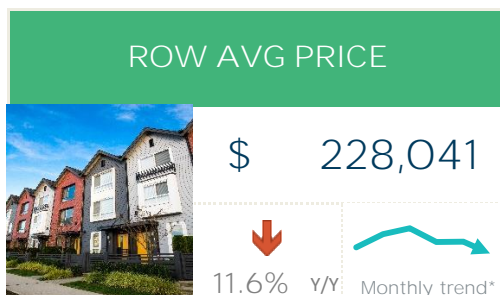 ROW AVG PRICE
$ 228,041
11.6% Y/Y
Monthly trend*